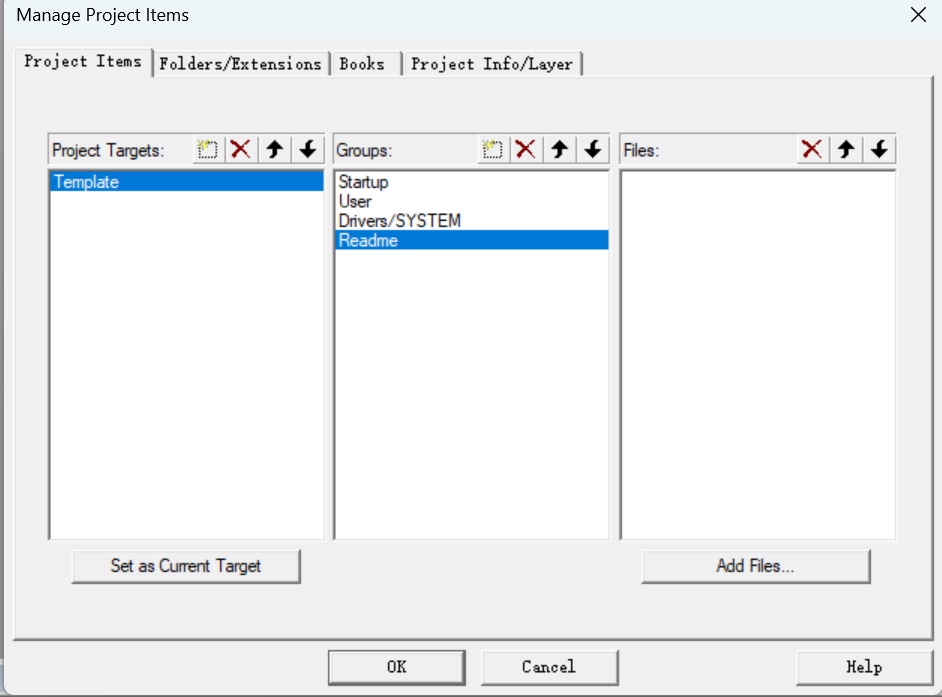 Manage Project Items
Project Items
Folders/Extensions
Books
Project Info/Layer
Project Targets:
Groups:
Files:
Template
Startup
User
Drivers/SYSTEM
Readme
Set as Current Target
Add Files...
OK
Cancel
Help